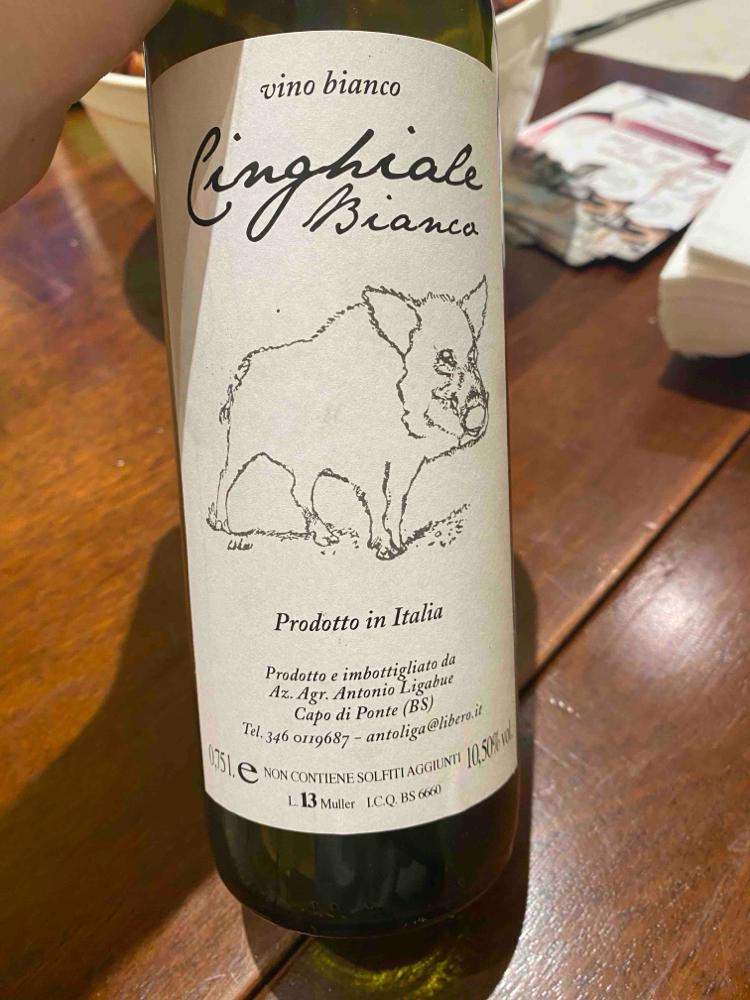 vino bianco
Cinghiale
Bianco
Prodotto in Italia
Prodotto e imbottigliato da
Az. Agr. Antonio Ligabue
Capo di Ponte (BS)
Tel. 346 0119687 - antoliga@libero.it
0,75 l. e NON CONTIENE SOLFITI AGGIUNTI 10,50% vol.
L. 13 Muller I.C.Q. BS 6660